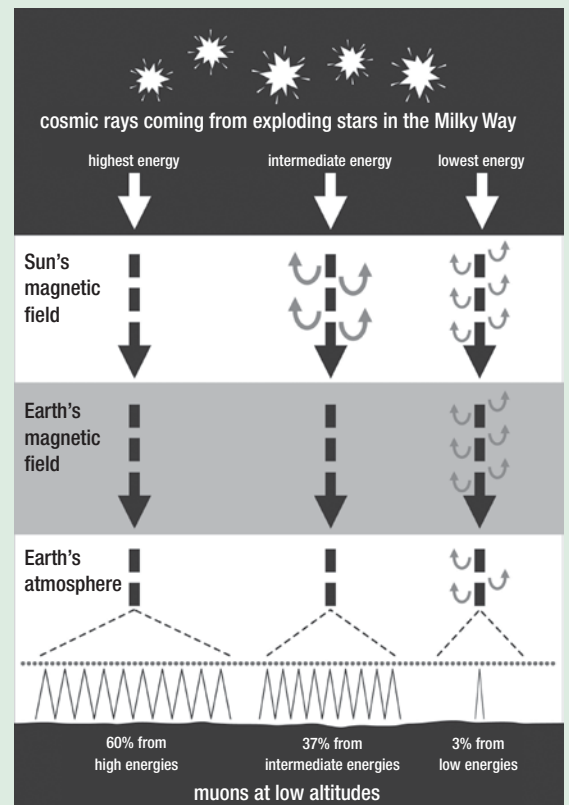 cosmic rays coming from exploding stars in the Milky Way
highest energy
intermediate energy
lowest energy
Sun's
magnetic
field
Earth's
magnetic
field
Earth's
atmosphere
60% from
high energies
37% from
intermediate energies
3% from
low energies
muons at low altitudes